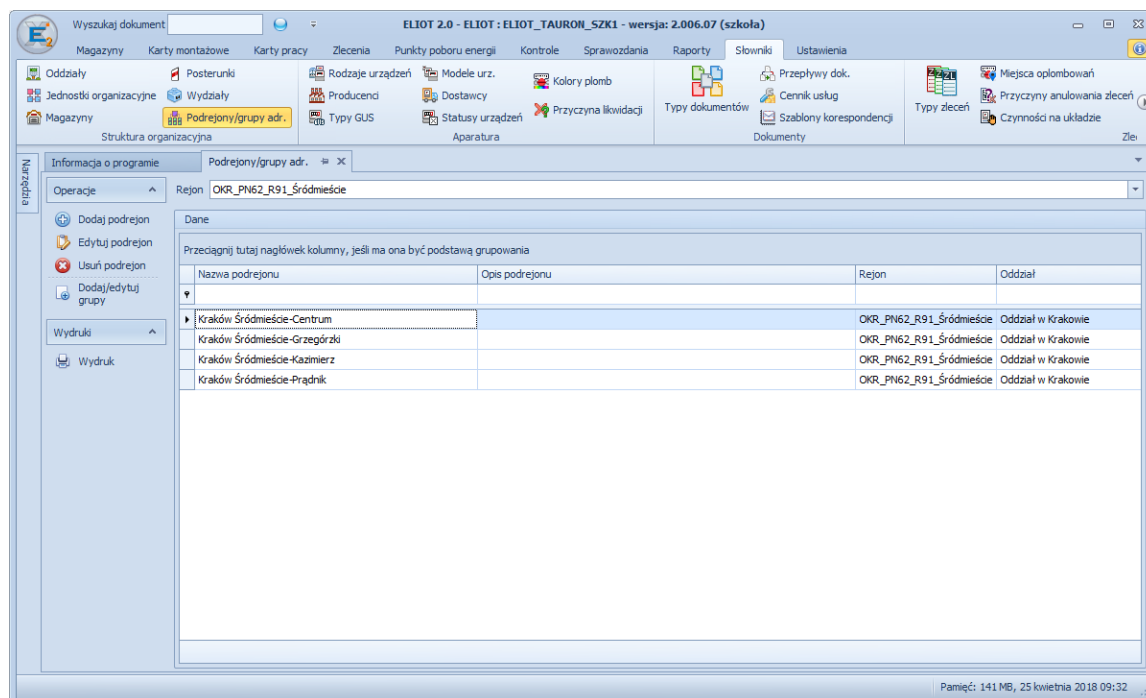 Wyszukaj dokument
ELIOT 2.0 - ELIOT : ELIOT_TAURON_SZK1 - wersja: 2.006.07 (szkoła)
E2
Magazyny Karty montażowe Karty pracy Zlecenia Punkty poboru energii Kontrole Sprawozdania Raporty Słowniki Ustawienia
Oddziały Posterunki Rodzaje urządzeń Modele urz. Kolory plomb Przepływy dok. Miejsca oplombowań
Jednostki organizacyjne Wydziały Producenci Dostawcy Typy dokumentów Cennik usług Typy zleceń Przyczyny anulowania zleceń
Magazyny Podrejony/grupy adr. Typy GUS Statusy urządzeń Przyczyna likwidacji Szablony korespondencji Czynności na układzie
Struktura organizacyjna Aparatura Dokumenty Zle
Narzędzia
Informacja o programie Podrejony/grupy adr.
Operacje
Rejon OKR_PN62_R91_Śródmieście
Dodaj podrejon
Edytuj podrejon
Usuń podrejon
Dodaj/edytuj
grupy
Wydruki
Wydruk
Dane
Przeciągnij tutaj nagłówek kolumny, jeśli ma ona być podstawą grupowania
Nazwa podrejonu Opis podrejonu Rejon Oddział
Kraków Śródmieście-Centrum OKR_PN62_R91_Śródmieście Oddział w Krakowie
Kraków Śródmieście-Grzegórzki OKR_PN62_R91_Śródmieście Oddział w Krakowie
Kraków Śródmieście-Kazimierz OKR_PN62_R91_Śródmieście Oddział w Krakowie
Kraków Śródmieście-Prądnik OKR_PN62_R91_Śródmieście Oddział w Krakowie
Pamięć: 141 MB, 25 kwietnia 2018 09:32